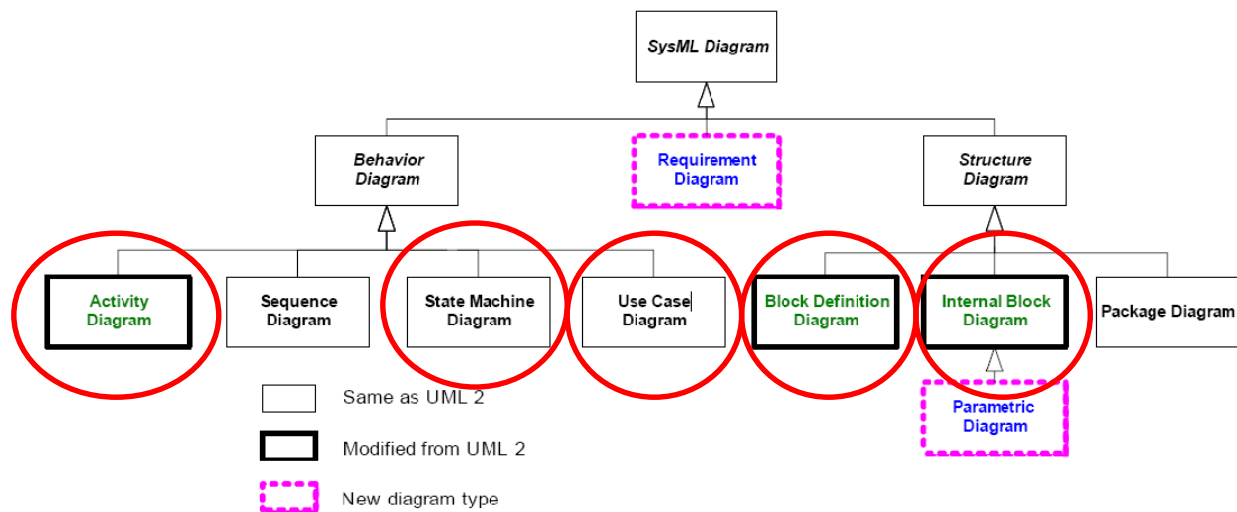 SysML Diagram
Behavior
Diagram
Requirement
Diagram
Structure
Diagram
Activity
Diagram
Sequence
Diagram
State Machine
Diagram
Use Case
Diagram
Block Definition
Diagram
Internal Block
Diagram
Package Diagram
Same as UML 2
Parametric
Diagram
Modified from UML 2
New diagram type